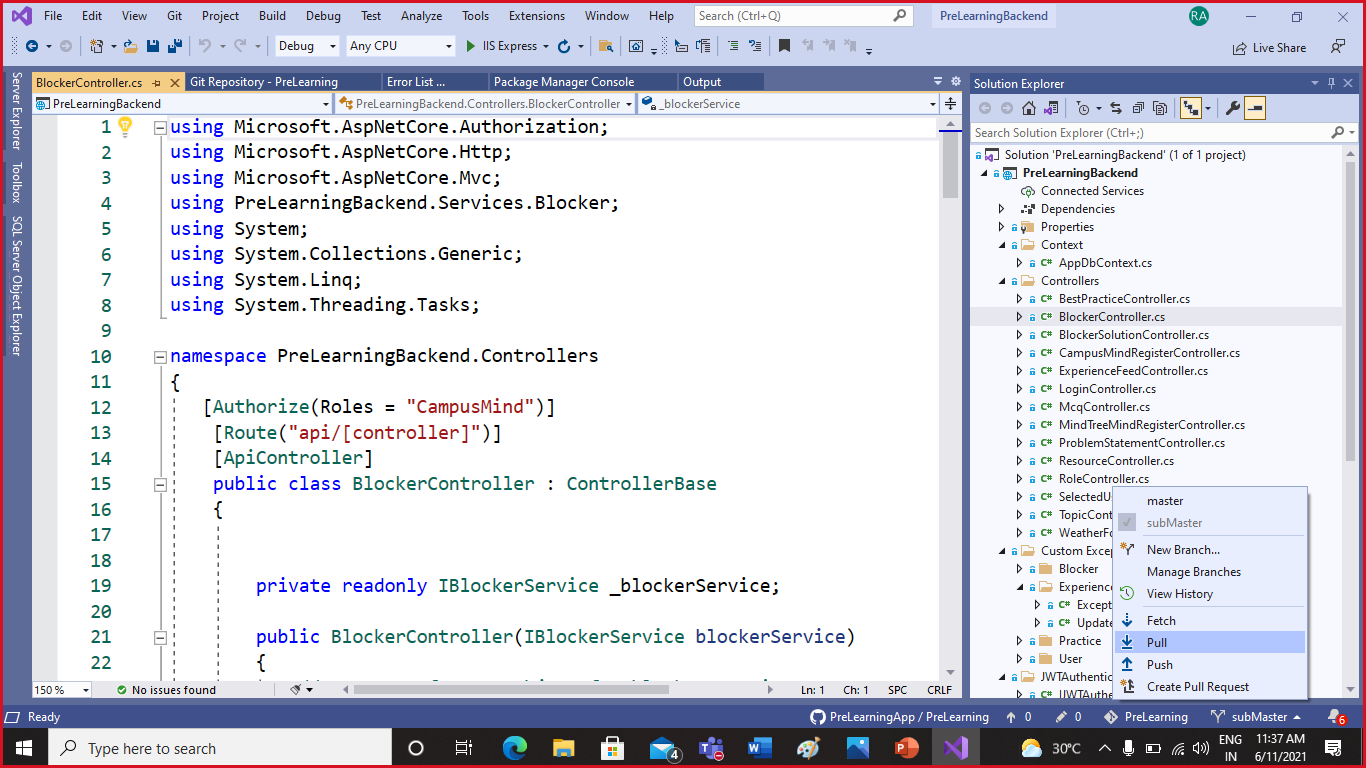 File Edit View Git Project Build Debug Test Analyze Tools Extensions Window Help Search (Ctrl+Q) PreLearningBackend RA
Debug Any CPU IIS Express Live Share
BlockerController.cs Git Repository - PreLearning Error List ... Package Manager Console Output
PreLearningBackend PreLearningBackend.Controllers.BlockerController _blockerService
Server Explorer
Toolbox
SQL Server Object Explorer
1 using Microsoft.AspNetCore.Authorization;
2 using Microsoft.AspNetCore.Http;
3 using Microsoft.AspNetCore.Mvc;
4 using PreLearningBackend.Services.Blocker;
5 using System;
6 using System.Collections.Generic;
7 using System.Linq;
8 using System.Threading.Tasks;
9
10 namespace PreLearningBackend.Controllers
11 {
12 [Authorize(Roles = "CampusMind")]
13 [Route("api/[controller]")]
14 [ApiController]
15 public class BlockerController : ControllerBase
16 {
17
18
19 private readonly IBlockerService _blockerService;
20
21 public BlockerController(IBlockerService blockerService)
22 {
150 % No issues found Ln: 1 Ch: 1 SPC CRLF
Solution Explorer
Search Solution Explorer (Ctrl+;)
Solution 'PreLearningBackend' (1 of 1 project)
PreLearningBackend
Connected Services
Dependencies
Properties
Context
C# AppDbContext.cs
Controllers
C# BestPracticeController.cs
C# BlockerController.cs
C# BlockerSolutionController.cs
C# CampusMindRegisterController.cs
C# ExperienceFeedController.cs
C# LoginController.cs
C# McqController.cs
C# MindTreeMindRegisterController.cs
C# ProblemStatementController.cs
C# ResourceController.cs
C# RoleController.cs
C# SelectedU
C# TopicCont
C# WeatherFo
Custom Excep
Blocker
Experience
C# Except
C# Update
Practice
User
JWTAuthentic
C# IJWTAuthe
master
subMaster
New Branch...
Manage Branches
View History
Fetch
Pull
Push
Create Pull Request
Ready PreLearningApp / PreLearning 0 0 PreLearning subMaster 6
Type here to search 4 30°C ENG IN 11:37 AM 6/11/2021